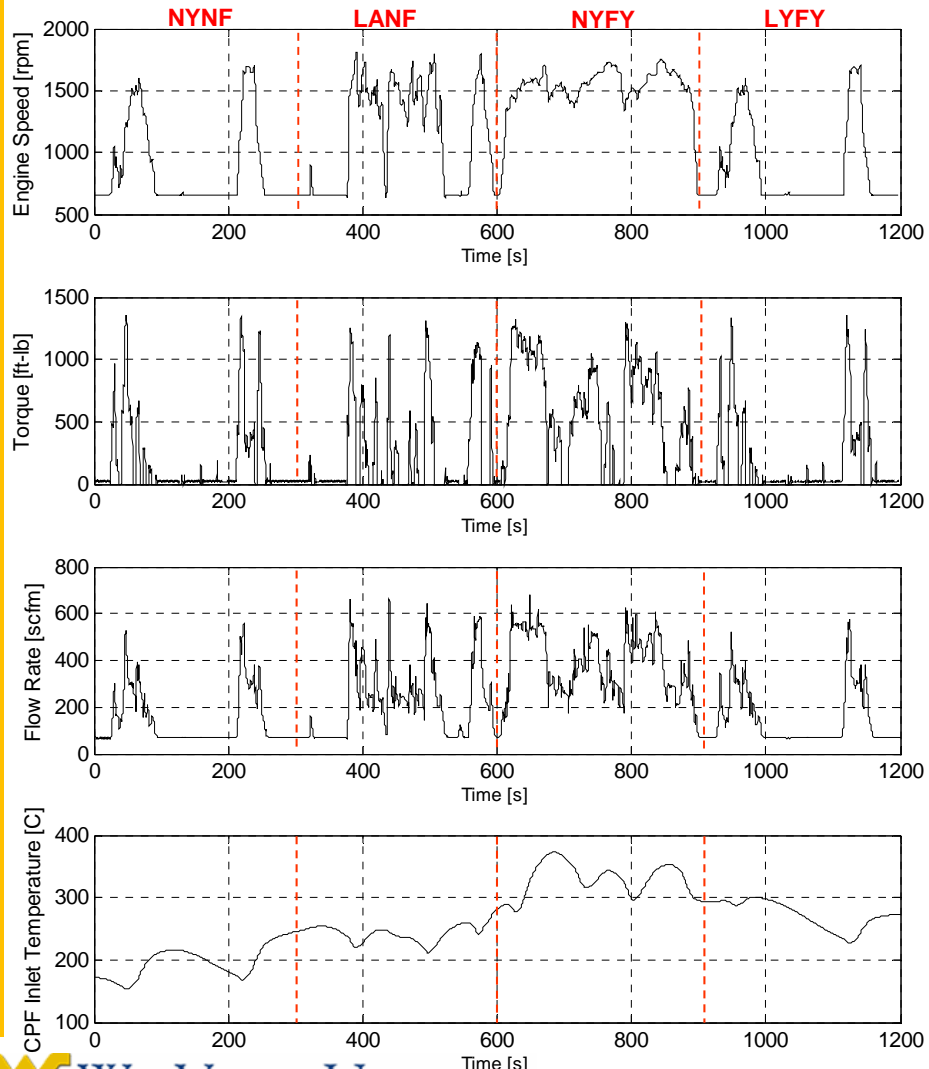 NYNF LANF NYFY LYFY
2000
1500
1000
500
Engine Speed [rpm]
0 200 400 600 800 1000 1200
Time [s]
1500
1000
500
0
Torque [ft-lb]
0 200 400 600 800 1000 1200
Time [s]
800
600
400
200
0
Flow Rate [scfm]
0 200 400 600 800 1000 1200
Time [s]
400
300
200
100
CPF Inlet Temperature [C]
0 200 400 600 800 1000 1200
Time [s]